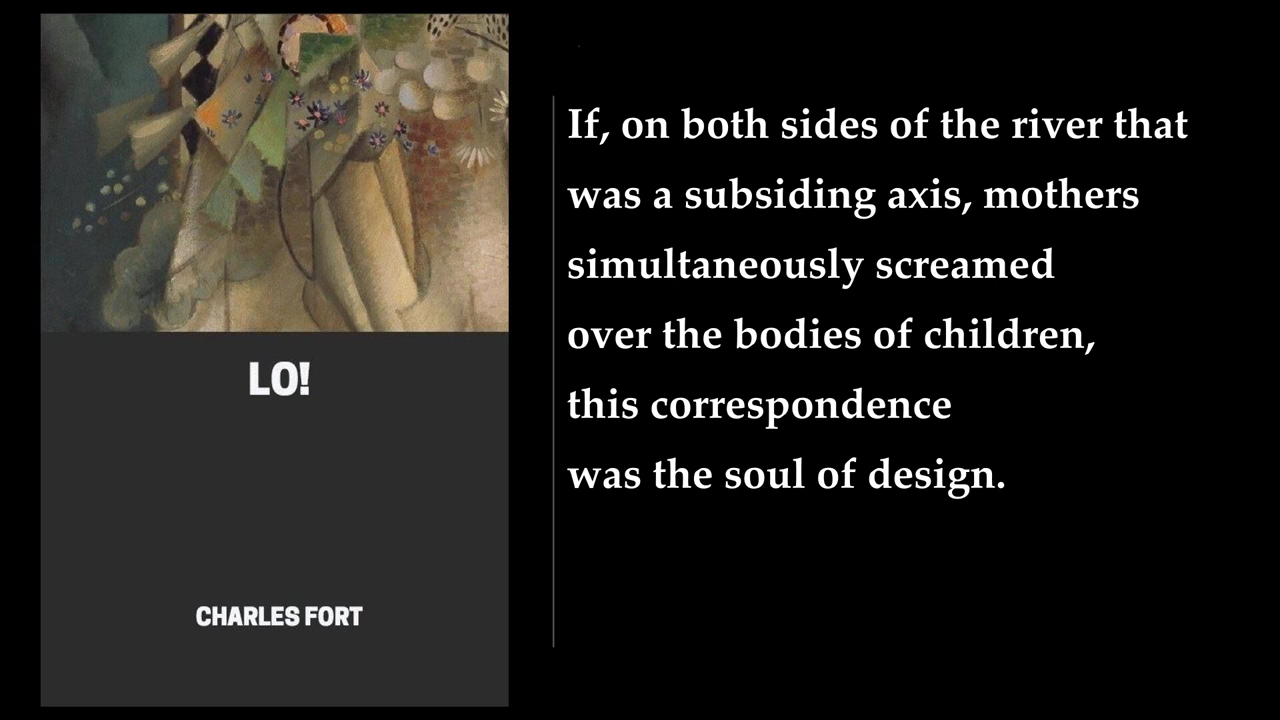 LO!
CHARLES FORT
If, on both sides of the river that
was a subsiding axis, mothers
simultaneously screamed
over the bodies of children,
this correspondence
was the soul of design.